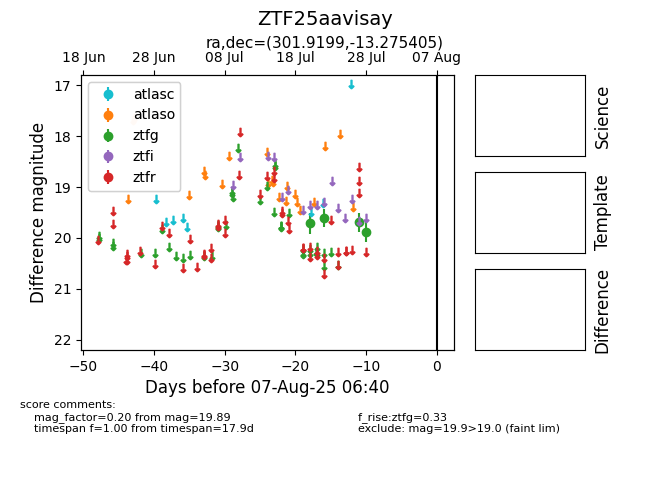 ZTF25aavisay
ra,dec=(301.9199,-13.275405)
18 Jun 28 Jun 08 Jul 18 Jul 28 Jul 07 Aug
17
18
19
20
21
22
Difference magnitude
atlasc
atlaso
ztfg
ztfi
ztfr
−50 −40 −30 −20 −10 0
Days before 07-Aug-25 06:40
Science
Template
Difference
score comments:
mag_factor=0.20 from mag=19.89
timespan f=1.00 from timespan=17.9d
f_rise:ztfg=0.33
exclude: mag=19.9>19.0 (faint lim)